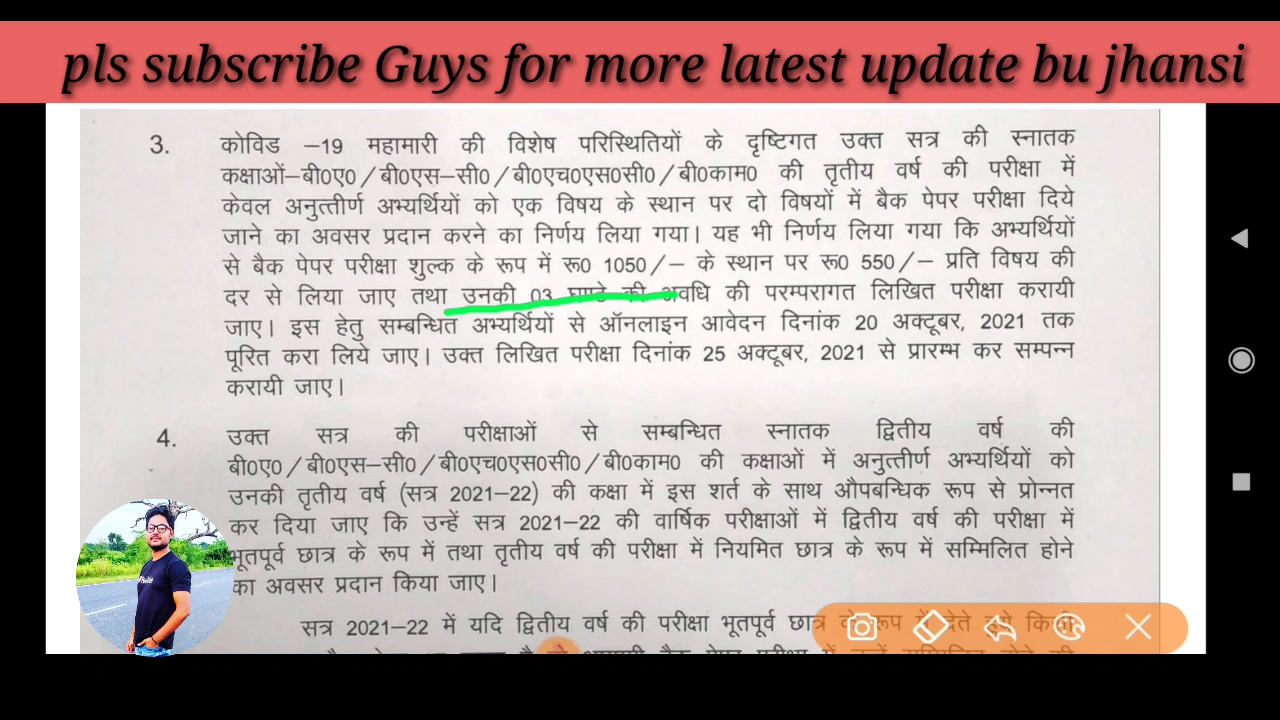 pls subscribe Guys for more latest update bu jhansi
3. कोविड –19 महामारी की विशेष परिस्थितियों के दृष्टिगत उक्त सत्र की स्नातक
कक्षाओं–बी0ए0/बी0एस–सी0/बी0एच0एस0सी0/बी0काम0 की तृतीय वर्ष की परीक्षा में
केवल अनुत्तीर्ण अभ्यर्थियों को एक विषय के स्थान पर दो विषयों में बैक पेपर परीक्षा दिये
जाने का अवसर प्रदान करने का निर्णय लिया गया। यह भी निर्णय लिया गया कि अभ्यर्थियों
से बैक पेपर परीक्षा शुल्क के रूप में रू0 1050/– के स्थान पर रू0 550/– प्रति विषय की
दर से लिया जाए तथा उनकी 03 घण्टे की अवधि की परम्परागत लिखित परीक्षा करायी
जाए। इस हेतु सम्बन्धित अभ्यर्थियों से ऑनलाइन आवेदन दिनांक 20 अक्टूबर, 2021 तक
पूरित करा लिये जाए। उक्त लिखित परीक्षा दिनांक 25 अक्टूबर, 2021 से प्रारम्भ कर सम्पन्न
करायी जाए।
4. उक्त सत्र की परीक्षाओं से सम्बन्धित स्नातक द्वितीय वर्ष की
बी0ए0/बी0एस–सी0/बी0एच0एस0सी0/बी0काम0 की कक्षाओं में अनुत्तीर्ण अभ्यर्थियों को
उनकी तृतीय वर्ष (सत्र 2021–22) की कक्षा में इस शर्त के साथ औपबन्धिक रूप से प्रोन्नत
कर दिया जाए कि उन्हें सत्र 2021–22 की वार्षिक परीक्षाओं में द्वितीय वर्ष की परीक्षा में
भूतपूर्व छात्र के रूप में तथा तृतीय वर्ष की परीक्षा में नियमित छात्र के रूप में सम्मिलित होने
का अवसर प्रदान किया जाए।
सत्र 2021–22 में यदि द्वितीय वर्ष की परीक्षा भूतपूर्व छात्र के रूप में देते